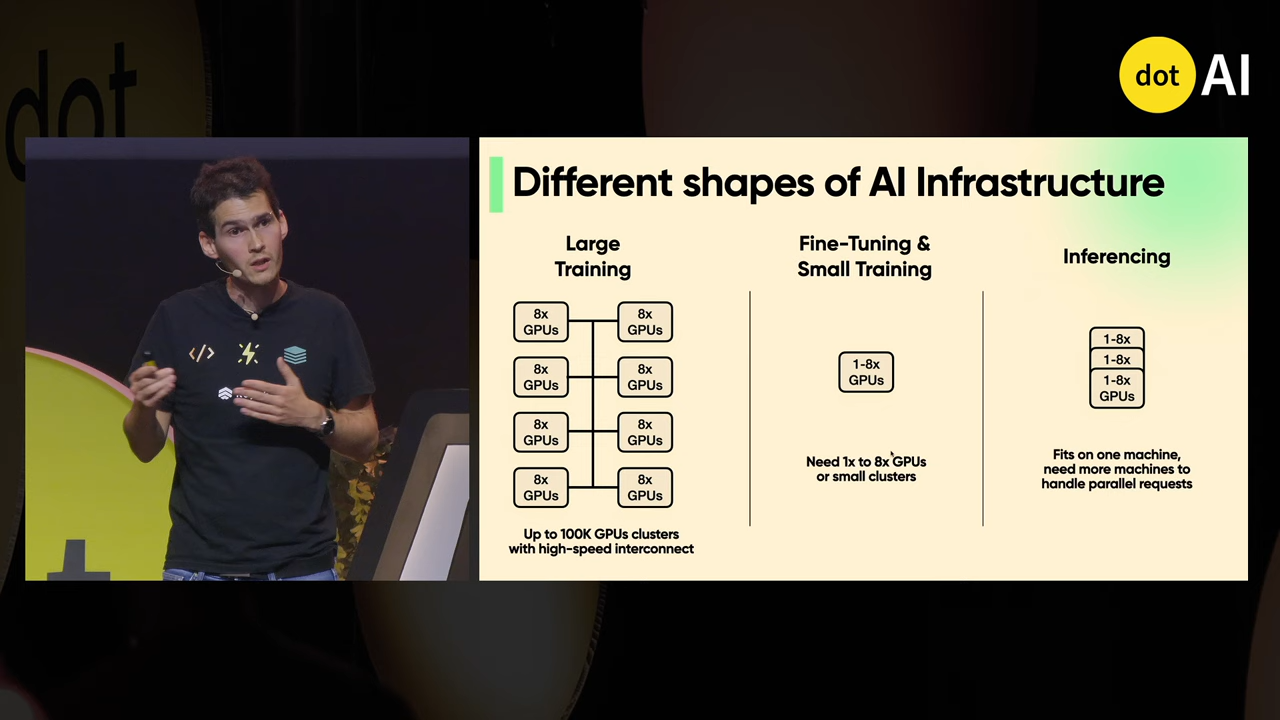 dot
dot AI
Different shapes of AI Infrastructure
Large
Training
8x
GPUs
8x
GPUs
8x
GPUs
8x
GPUs
8x
GPUs
8x
GPUs
8x
GPUs
8x
GPUs
Up to 100K GPUs clusters
with high-speed interconnect
Fine-Tuning &
Small Training
1-8x
GPUs
Need 1x to 8x GPUs
or small clusters
Inferencing
1-8x
1-8x
1-8x
GPUs
Fits on one machine,
need more machines to
handle parallel requests